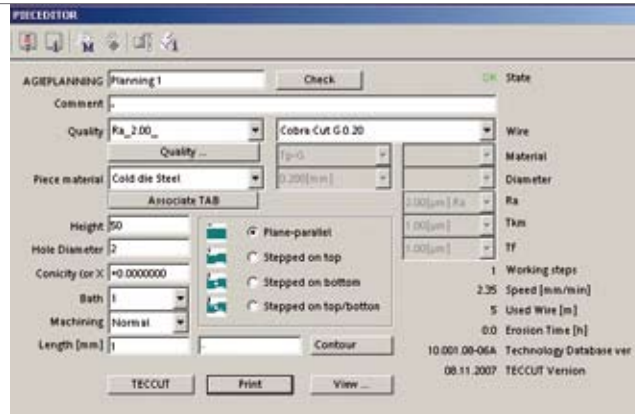 PIECEDITOR
AGIEPLANNING Planning1 Check OK State
Comment .
Quality Ra_2.00_ Cobra Cut G 0.20 Wire
Quality ... Tp=G Material
Piece material Cold die Steel 0.200[mm] Diameter
Associate TAB 2.00[µm] Ra Ra
Height 50 Plane-parallel 1.00[µm] Tkm
Hole Diameter 2 Stepped on top 1.00[µm] Tf
Conicity (or X +0.0000000 Stepped on bottom 1 Working steps
Bath 1 Stepped on top/botton 2.35 Speed [mm/min]
Machining Normal 5 Used Wire [m]
Length [mm] 1 . Contour 0.0 Erosion Time [h]
10.001.08-06A Technology Database ver
TECCUT Print View ... 08.11.2007 TECCUT Version